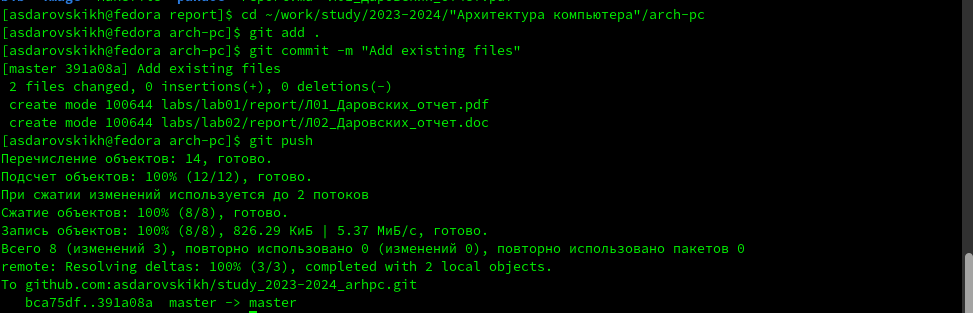 [asdarovskikh@fedora report]$ cd ~/work/study/2023-2024/"Архитектура компьютера"/arch-pc
[asdarovskikh@fedora arch-pc]$ git add .
[asdarovskikh@fedora arch-pc]$ git commit -m "Add existing files"
[master 391a08a] Add existing files
 2 files changed, 0 insertions(+), 0 deletions(-)
 create mode 100644 labs/lab01/report/Л01_Даровских_отчет.pdf
 create mode 100644 labs/lab02/report/Л02_Даровских_отчет.doc
[asdarovskikh@fedora arch-pc]$ git push
Перечисление объектов: 14, готово.
Подсчет объектов: 100% (12/12), готово.
При сжатии изменений используется до 2 потоков
Сжатие объектов: 100% (8/8), готово.
Запись объектов: 100% (8/8), 826.29 КиБ | 5.37 МиБ/с, готово.
Всего 8 (изменений 3), повторно использовано 0 (изменений 0), повторно использовано пакетов 0
remote: Resolving deltas: 100% (3/3), completed with 2 local objects.
To github.com:asdarovskikh/study_2023-2024_arhpc.git
   bca75df..391a08a  master -> master